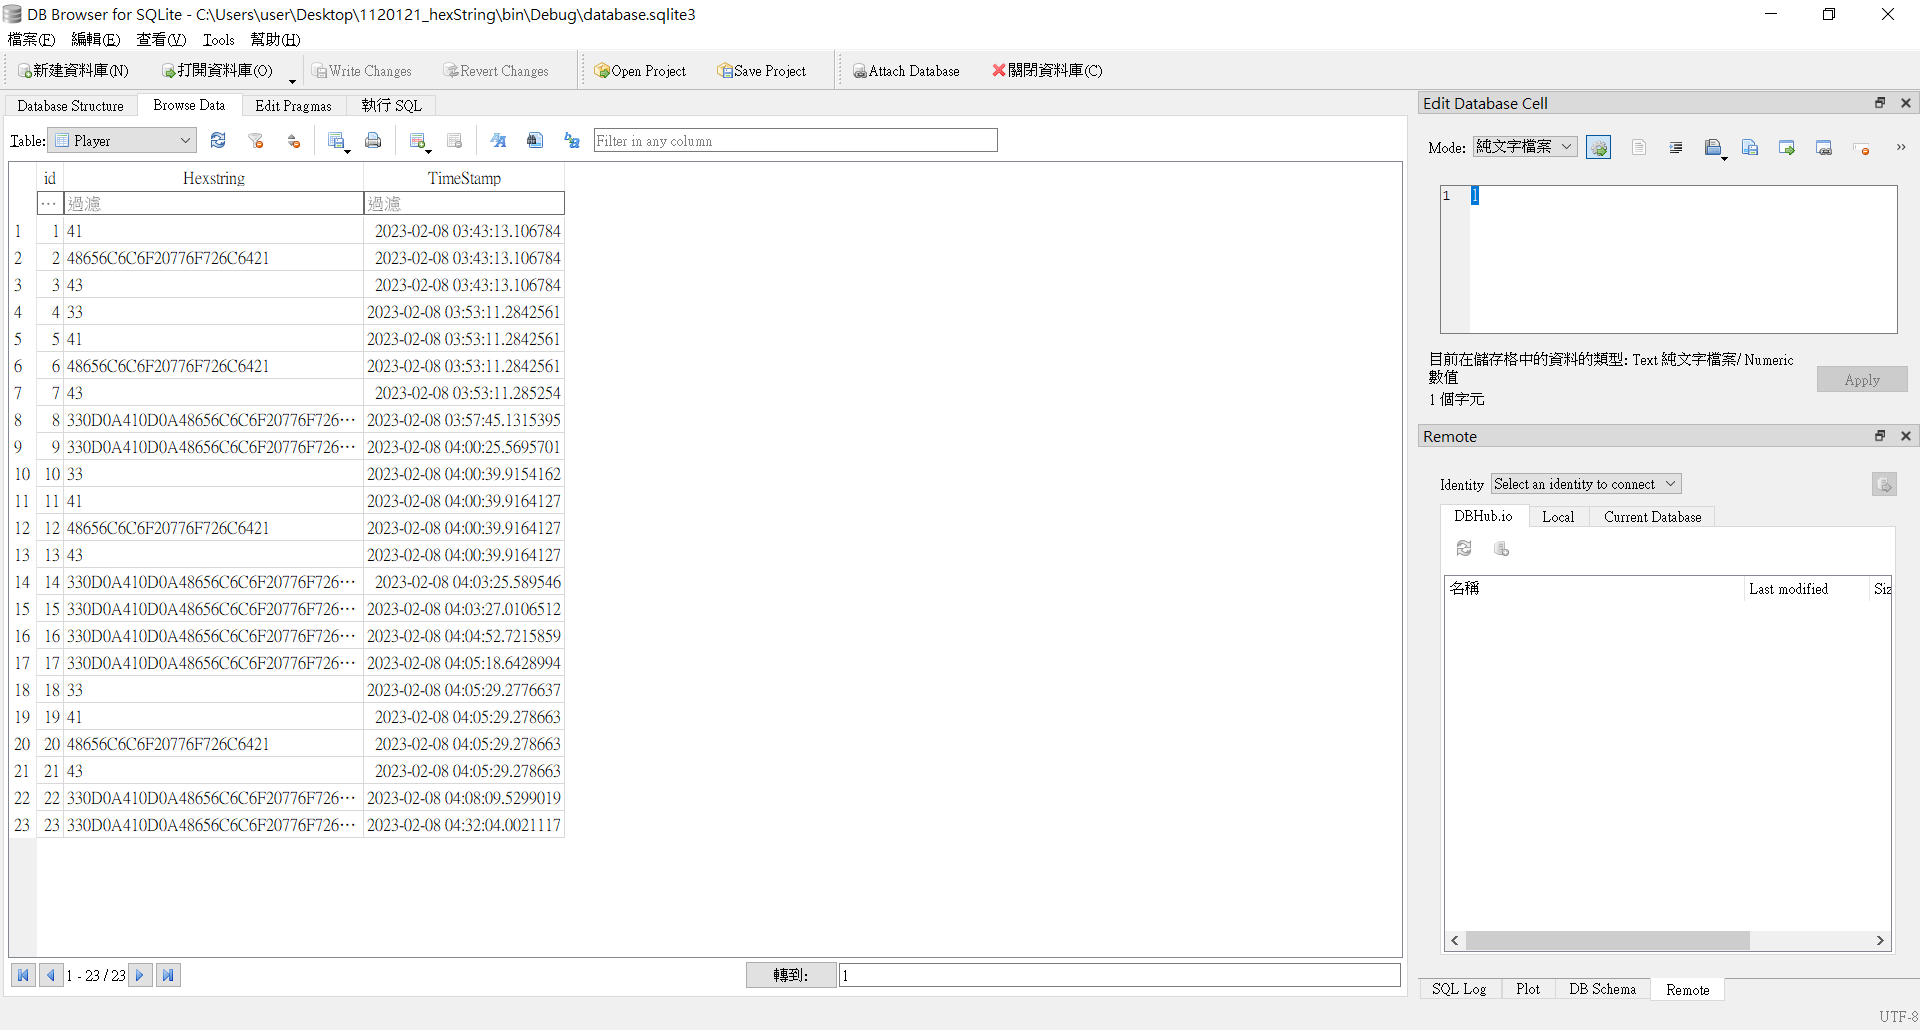 DB Browser for SQLite - C:\Users\user\Desktop\1120121_hexString\bin\Debug\database.sqlite3
檔案(F) 編輯(E) 查看(V) Tools 幫助(H)
新建資料庫(N) 打開資料庫(O) Write Changes Revert Changes Open Project Save Project Attach Database 關閉資料庫(C)
Database Structure Browse Data Edit Pragmas 執行 SQL
Table: Player Filter in any column
id Hexstring TimeStamp
... 過濾 過濾
1 1 41 2023-02-08 03:43:13.106784
2 2 48656C6C6F20776F726C6421 2023-02-08 03:43:13.106784
3 3 43 2023-02-08 03:43:13.106784
4 4 33 2023-02-08 03:53:11.2842561
5 5 41 2023-02-08 03:53:11.2842561
6 6 48656C6C6F20776F726C6421 2023-02-08 03:53:11.2842561
7 7 43 2023-02-08 03:53:11.285254
8 8 330D0A410D0A48656C6C6F20776F726... 2023-02-08 03:57:45.1315395
9 9 330D0A410D0A48656C6C6F20776F726... 2023-02-08 04:00:25.5695701
10 10 33 2023-02-08 04:00:39.9154162
11 11 41 2023-02-08 04:00:39.9164127
12 12 48656C6C6F20776F726C6421 2023-02-08 04:00:39.9164127
13 13 43 2023-02-08 04:00:39.9164127
14 14 330D0A410D0A48656C6C6F20776F726... 2023-02-08 04:03:25.589546
15 15 330D0A410D0A48656C6C6F20776F726... 2023-02-08 04:03:27.0106512
16 16 330D0A410D0A48656C6C6F20776F726... 2023-02-08 04:04:52.7215859
17 17 330D0A410D0A48656C6C6F20776F726... 2023-02-08 04:05:18.6428994
18 18 33 2023-02-08 04:05:29.2776637
19 19 41 2023-02-08 04:05:29.278663
20 20 48656C6C6F20776F726C6421 2023-02-08 04:05:29.278663
21 21 43 2023-02-08 04:05:29.278663
22 22 330D0A410D0A48656C6C6F20776F726... 2023-02-08 04:08:09.5299019
23 23 330D0A410D0A48656C6C6F20776F726... 2023-02-08 04:32:04.0021117
1 - 23 / 23 轉到: 1
Edit Database Cell
Mode: 純文字檔案
1 1
目前在儲存格中的資料的類型: Text 純文字檔案/ Numeric
數值
1 個字元
Apply
Remote
Identity Select an identity to connect
DBHub.io Local Current Database
名稱 Last modified Siz
SQL Log Plot DB Schema Remote
UTF-8